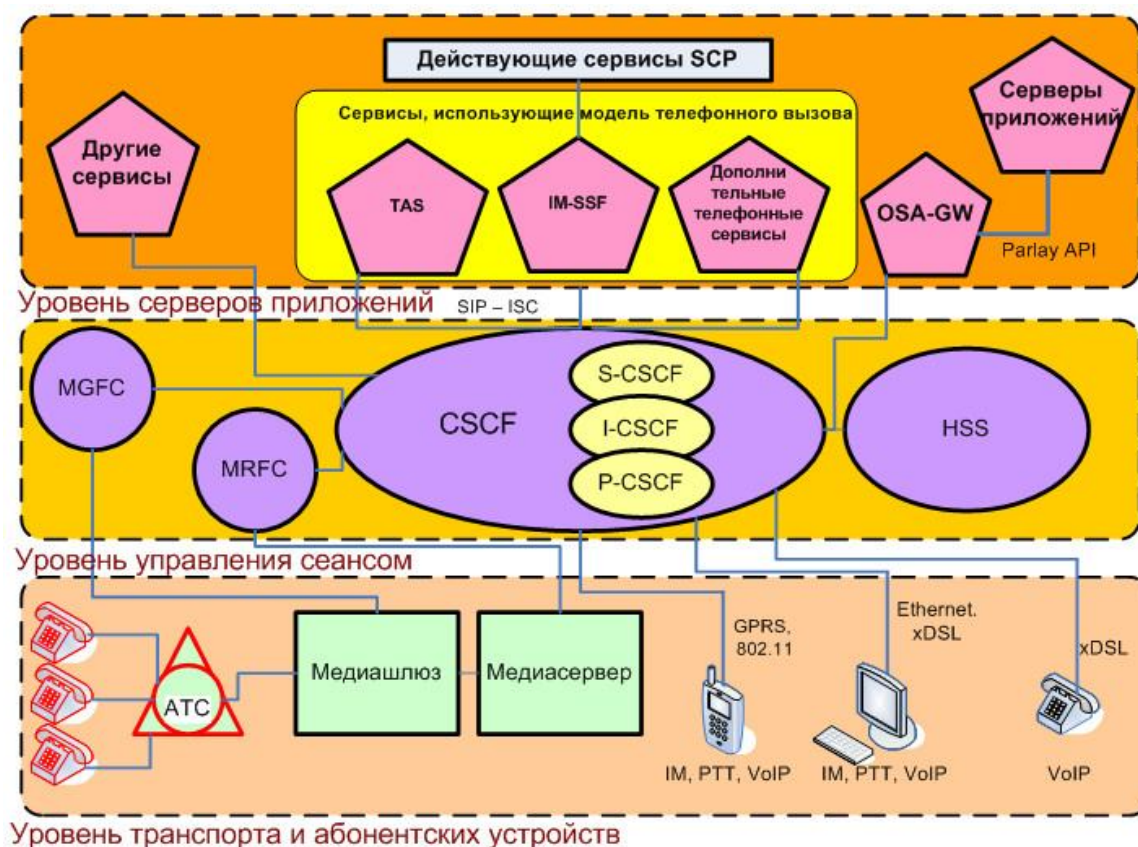 Действующие сервисы SCP
Серверы
приложений
Сервисы, использующие модель телефонного вызова
Другие
сервисы
TAS
IM-SSF
Дополни
тельные
телефонные
сервисы
OSA-GW
Parlay API
Уровень серверов приложений
SIP – ISC
MGFC
MRFC
CSCF
S-CSCF
I-CSCF
P-CSCF
HSS
Уровень управления сеансом
АТС
Медиашлюз
Медиасервер
GPRS,
802.11
Ethernet.
xDSL
xDSL
IM, PTT, VoIP
IM, PTT, VoIP
VoIP
Уровень транспорта и абонентских устройств